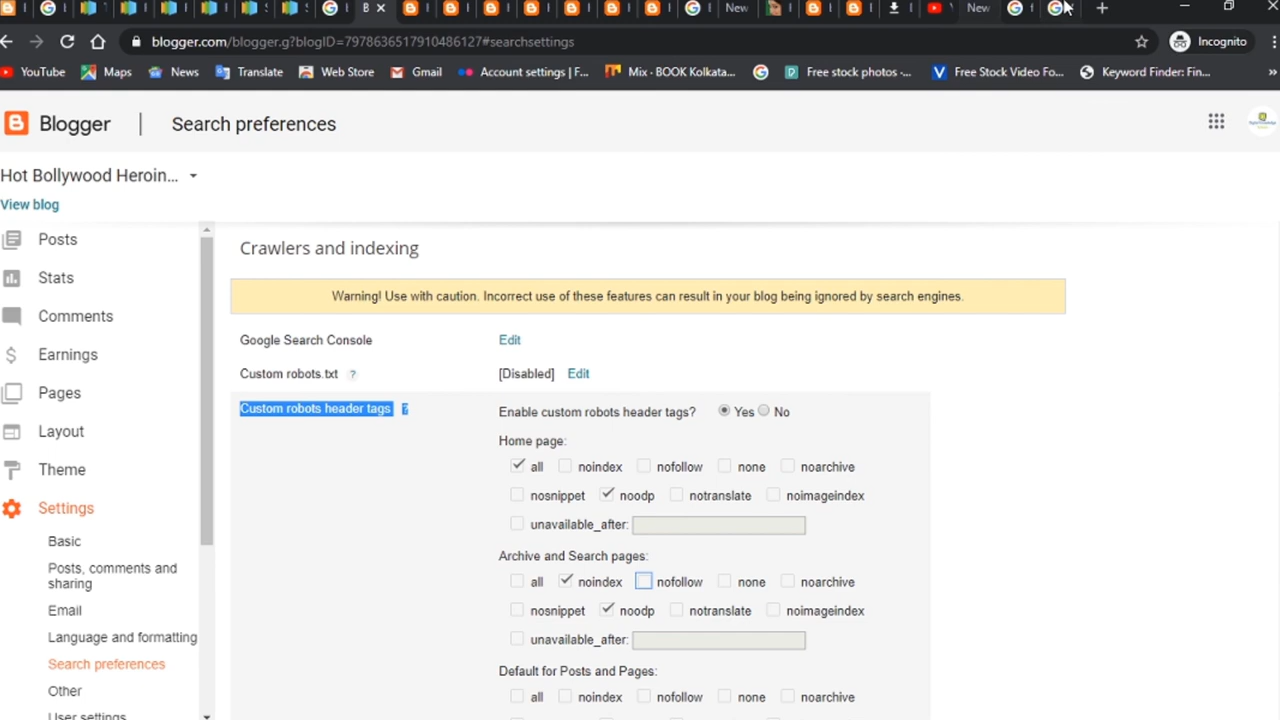 B
New
New
blogger.com/blogger.g?blogID=7978636517910486127#searchsettings
Incognito
YouTube
Maps
News
Translate
Web Store
Gmail
Account settings | F...
Mix - BOOK Kolkata...
Free stock photos -...
Free Stock Video Fo...
Keyword Finder: Fin...
»
Blogger | Search preferences
Hot Bollywood Heroin...
View blog
Posts
Stats
Comments
Earnings
Pages
Layout
Theme
Settings
Basic
Posts, comments and
sharing
Email
Language and formatting
Search preferences
Other
User settings
Crawlers and indexing
Warning! Use with caution. Incorrect use of these features can result in your blog being ignored by search engines.
Google Search Console Edit
Custom robots.txt ? [Disabled] Edit
Custom robots header tags ? Enable custom robots header tags? Yes No
Home page:
all noindex nofollow none noarchive
nosnippet noodp notranslate noimageindex
unavailable_after:
Archive and Search pages:
all noindex nofollow none noarchive
nosnippet noodp notranslate noimageindex
unavailable_after:
Default for Posts and Pages:
all noindex nofollow none noarchive